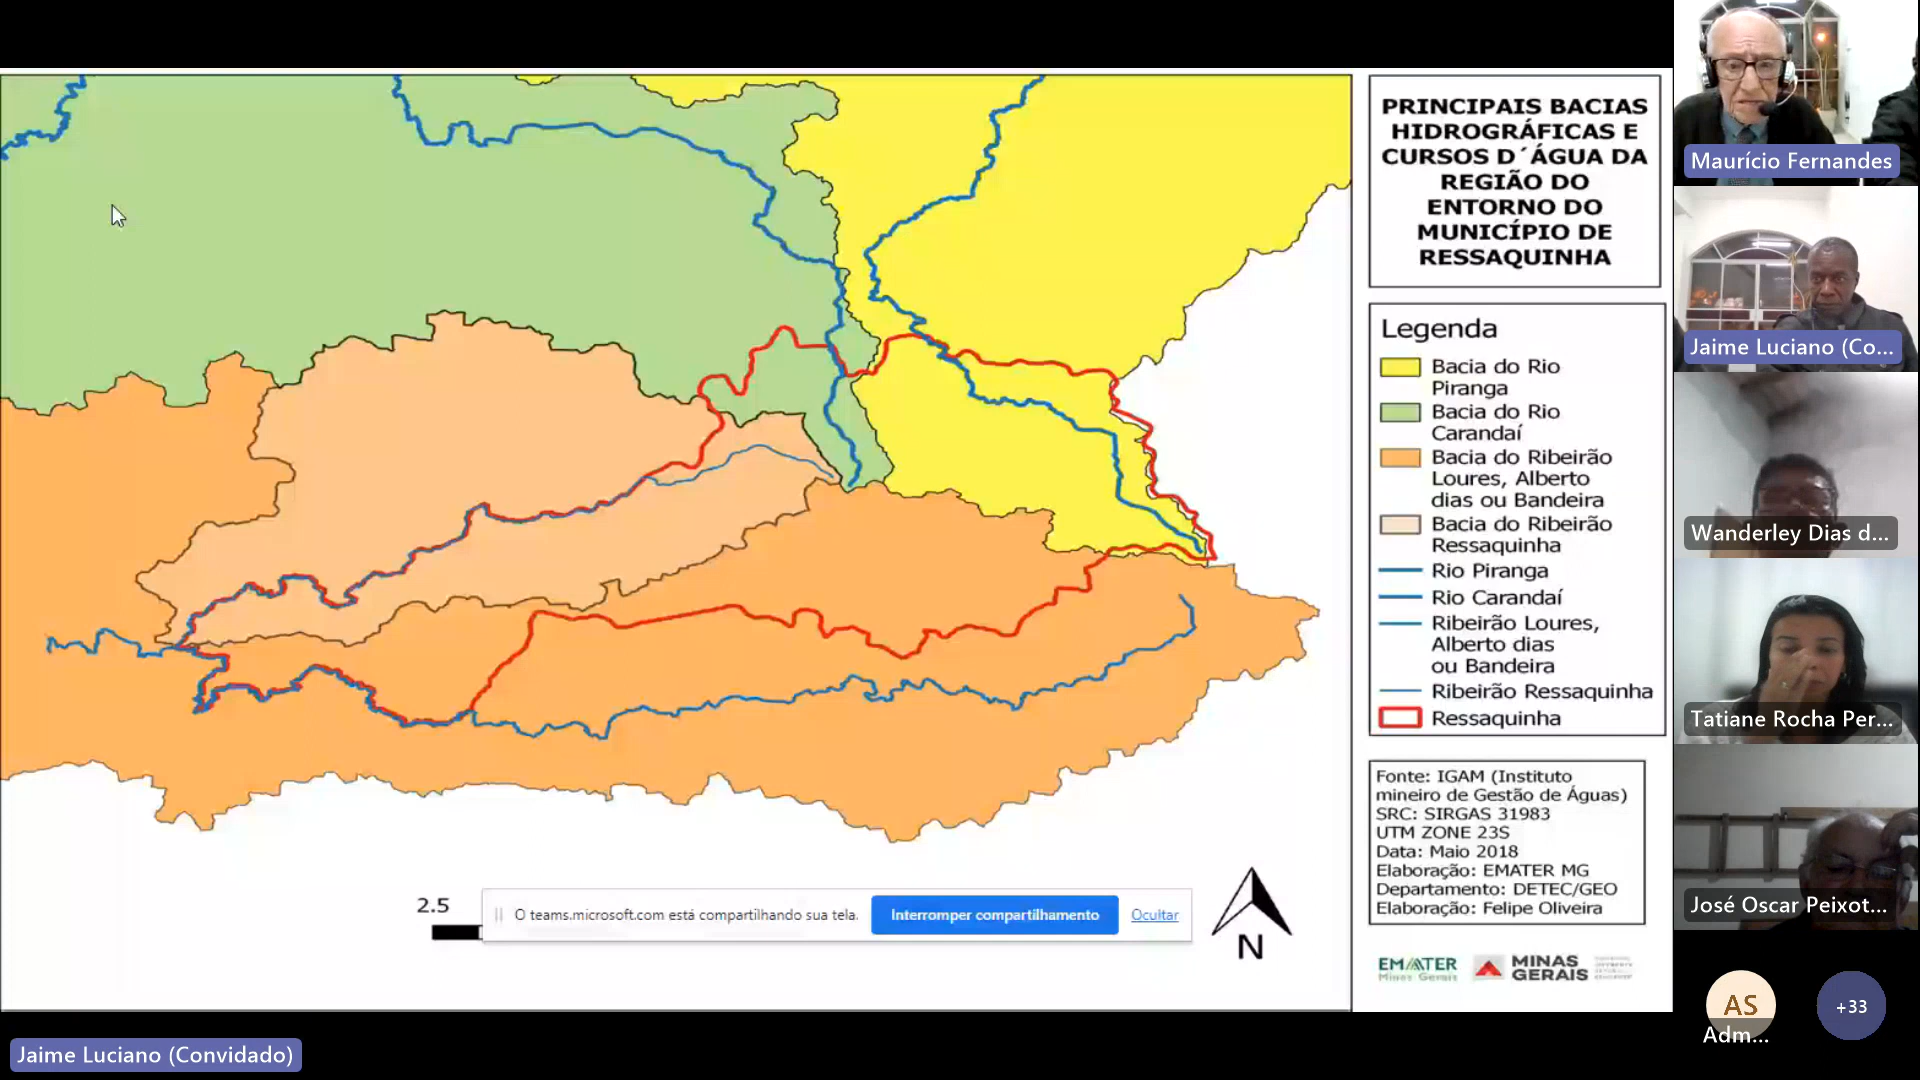 PRINCIPAIS BACIAS
HIDROGRÁFICAS E
CURSOS D´ÁGUA DA
REGIÃO DO
ENTORNO DO
MUNICÍPIO DE
RESSAQUINHA
Legenda
Bacia do Rio
Piranga
Bacia do Rio
Carandaí
Bacia do Ribeirão
Loures, Alberto
dias ou Bandeira
Bacia do Ribeirão
Ressaquinha
Rio Piranga
Rio Carandaí
Ribeirão Loures,
Alberto dias
ou Bandeira
Ribeirão Ressaquinha
Ressaquinha
Fonte: IGAM (Instituto
mineiro de Gestão de Águas)
SRC: SIRGAS 31983
UTM ZONE 23S
Data: Maio 2018
Elaboração: EMATER MG
Departamento: DETEC/GEO
Elaboração: Felipe Oliveira
EMATER
Minas Gerais
MINAS
GERAIS
2.5
O teams.microsoft.com está compartilhando sua tela.
Interromper compartilhamento
Ocultar
N
Maurício Fernandes
Jaime Luciano (Co...
Wanderley Dias d...
Tatiane Rocha Per...
José Oscar Peixot...
AS
Adm...
+33
Jaime Luciano (Convidado)